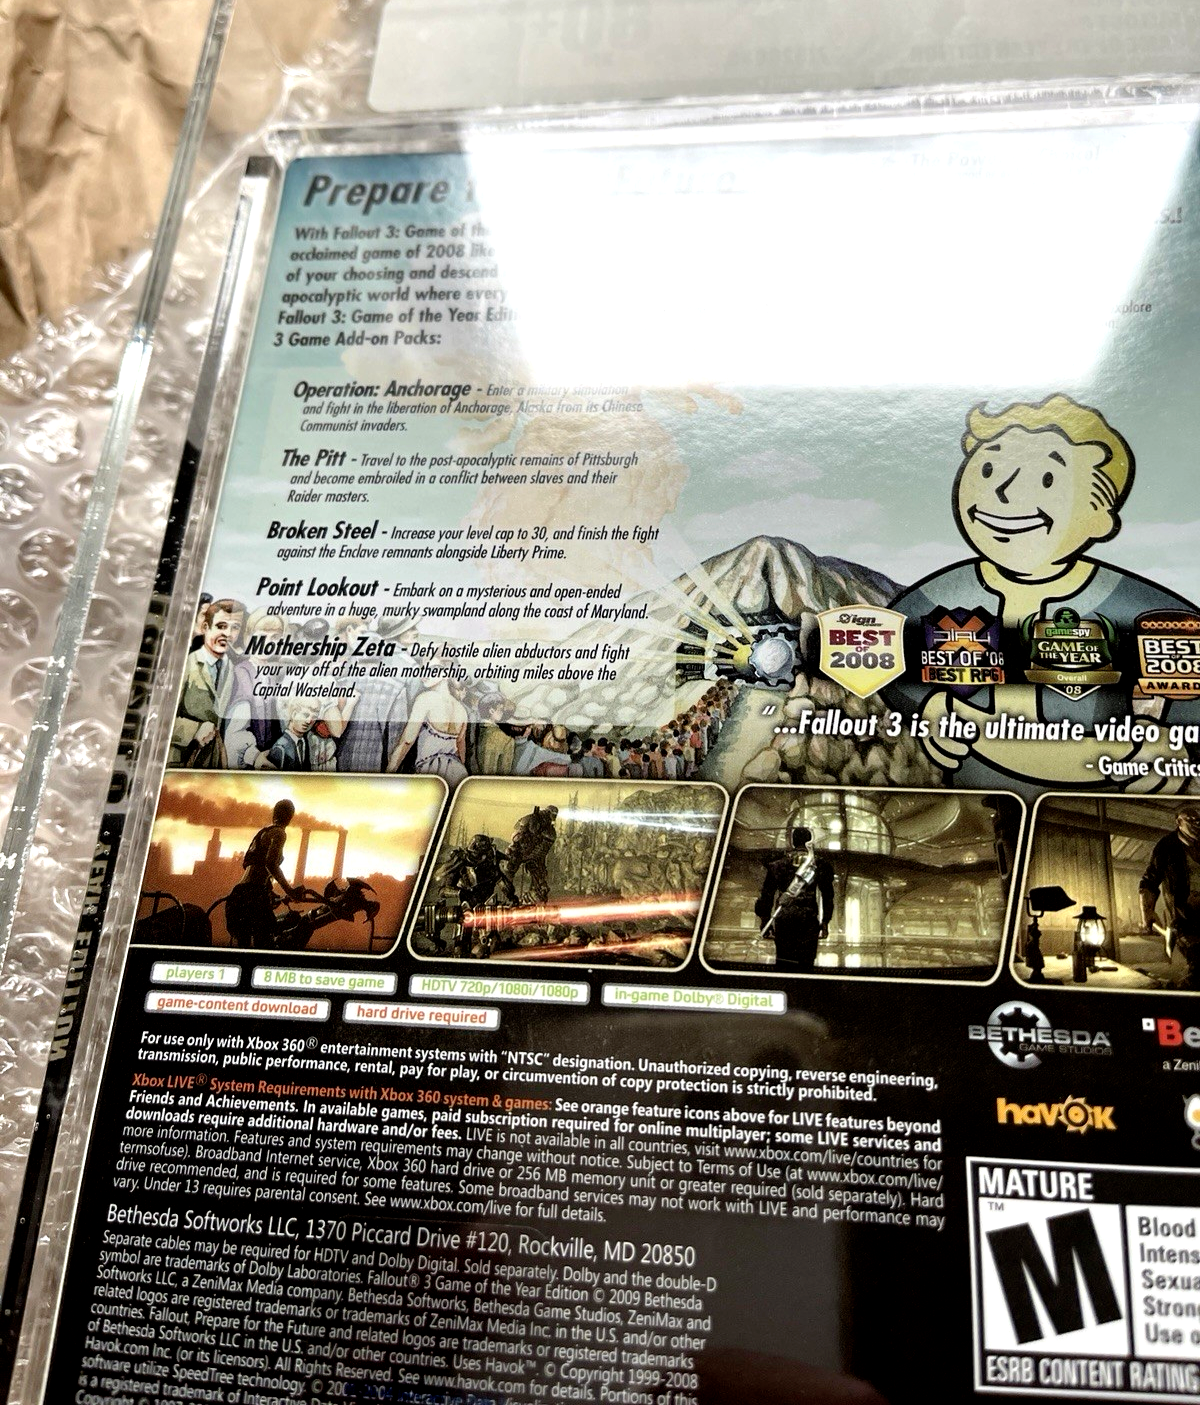 Prepare
With Fallout 3: Game of the
acclaimed game of 2008 like
of your choosing and descend
apocalyptic world where every
Fallout 3: Game of the Year Edit
3 Game Add-on Packs:
xplore
Operation: Anchorage - Enter a military simulation
and fight in the liberation of Anchorage, Alaska from its Chinese
Communist invaders.
The Pitt - Travel to the post-apocalyptic remains of Pittsburgh
and become embroiled in a conflict between slaves and their
Raider masters.
Broken Steel - Increase your level cap to 30, and finish the fight
against the Enclave remnants alongside Liberty Prime.
Point Lookout - Embark on a mysterious and open-ended
adventure in a huge, murky swampland along the coast of Maryland.
Mothership Zeta - Defy hostile alien abductors and fight
your way off of the alien mothership, orbiting miles above the
Capital Wasteland.
ign
BEST
OF
2008
X
PLAY
BEST OF '08
BEST RPG
gamespy
GAME OF
THE YEAR
Overall
08
BEST
2008
AWARD
"...Fallout 3 is the ultimate video ga
- Game Critics
players 1
8 MB to save game
HDTV 720p/1080i/1080p
in-game Dolby® Digital
game-content download
hard drive required
For use only with Xbox 360® entertainment systems with "NTSC" designation. Unauthorized copying, reverse engineering,
transmission, public performance, rental, pay for play, or circumvention of copy protection is strictly prohibited.
Xbox LIVE® System Requirements with Xbox 360 system & games: See orange feature icons above for LIVE features beyond
Friends and Achievements. In available games, paid subscription required for online multiplayer; some LIVE services and
downloads require additional hardware and/or fees. LIVE is not available in all countries, visit www.xbox.com/live/countries for
more information. Features and system requirements may change without notice. Subject to Terms of Use (at www.xbox.com/live/
termsofuse). Broadband Internet service, Xbox 360 hard drive or 256 MB memory unit or greater required (sold separately). Hard
drive recommended, and is required for some features. Some broadband services may not work with LIVE and performance may
vary. Under 13 requires parental consent. See www.xbox.com/live for full details.
Bethesda Softworks LLC, 1370 Piccard Drive #120, Rockville, MD 20850
Separate cables may be required for HDTV and Dolby Digital. Sold separately. Dolby and the double-D
symbol are trademarks of Dolby Laboratories. Fallout® 3 Game of the Year Edition © 2009 Bethesda
Softworks LLC, a ZeniMax Media company. Bethesda Softworks, Bethesda Game Studios, ZeniMax and
related logos are registered trademarks or trademarks of ZeniMax Media Inc. in the U.S. and/or other
countries. Fallout, Prepare for the Future and related logos are trademarks or registered trademarks
of Bethesda Softworks LLC in the U.S. and/or other countries. Uses Havok™. © Copyright 1999-2008
Havok.com Inc. (or its licensors). All Rights Reserved. See www.havok.com for details. Portions of this
software utilize SpeedTree technology. ©
is a registered trademark of Interactive
Copyright ©
BETHESDA
GAME STUDIOS
Be
a Zeni
havok
MATURE
TM
M
Blood
Intens
Sexua
Strong
Use o
ESRB CONTENT RATING